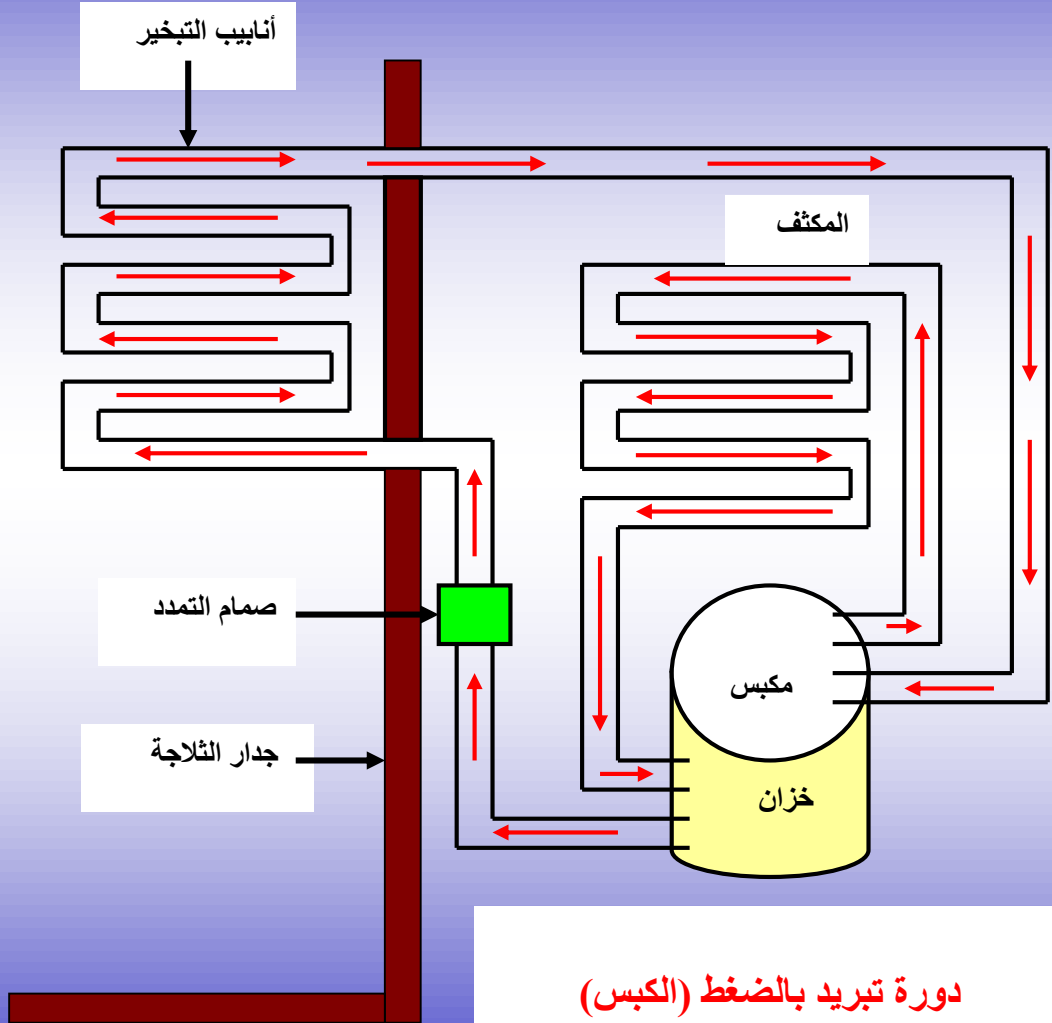 أنابيب التبخير
المكثف
صمام التمدد
مكبس
جدار الثلاجة
خزان
دورة تبريد بالضغط (الكبس)